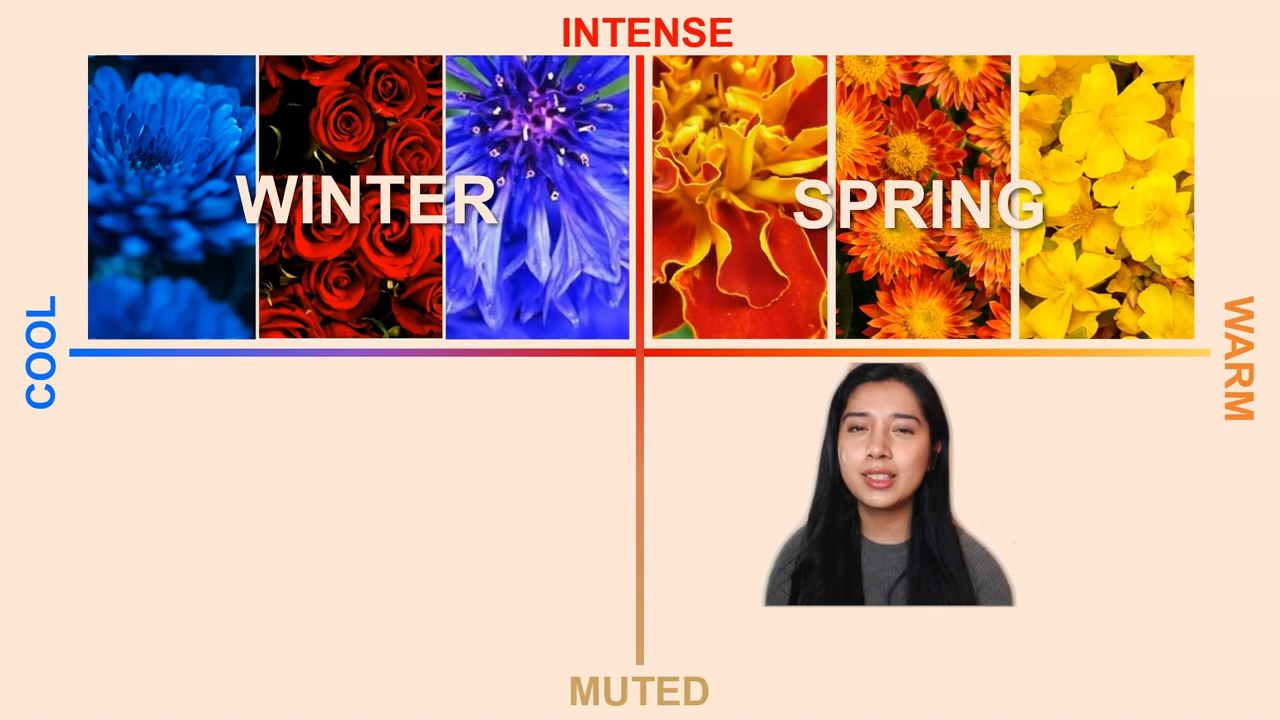 INTENSE
WINTER
SPRING
COOL
WARM
MUTED